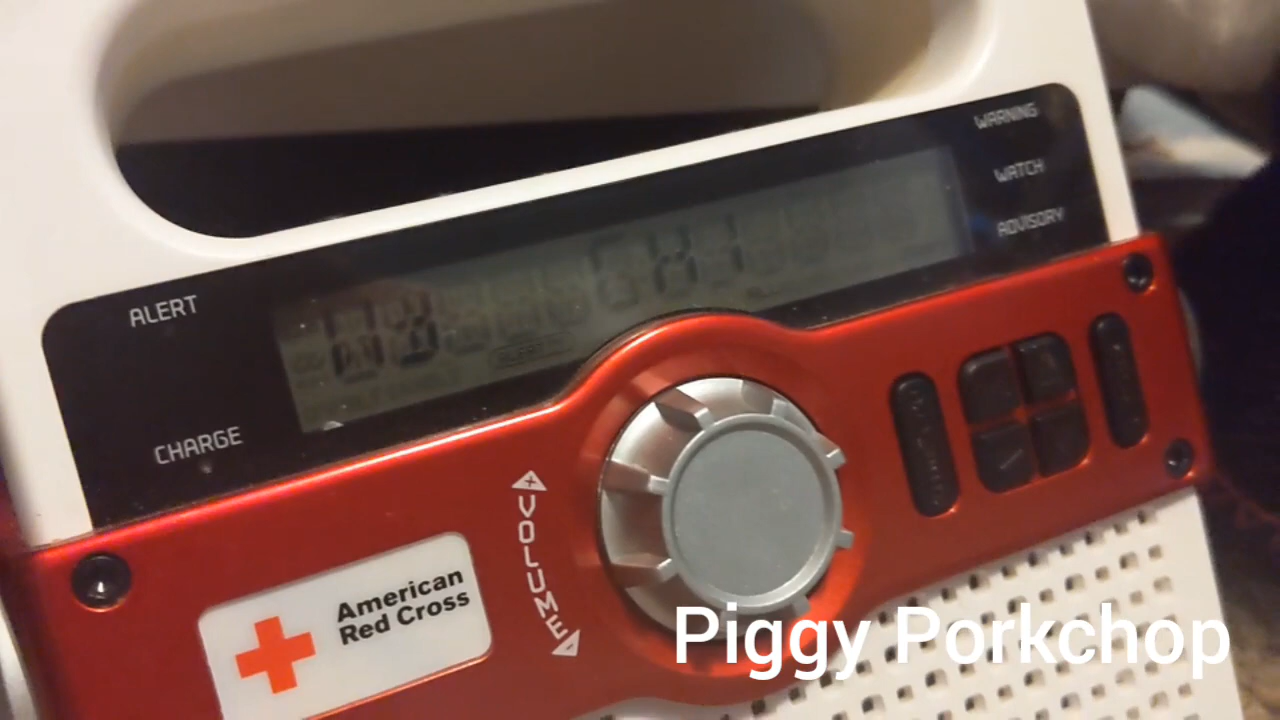 WARNING
WATCH
ADVISORY
ALERT
CHARGE
VOLUME
American
Red Cross
Piggy Porkchop